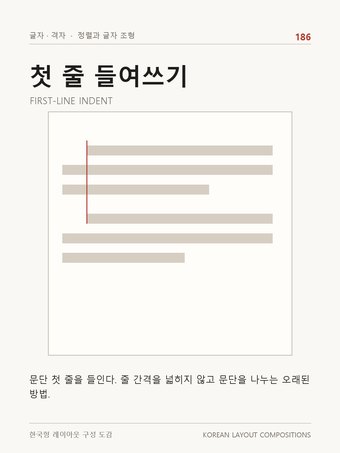 글자 · 격자 · 정렬과 글자 조형
186
첫 줄 들여쓰기
FIRST-LINE INDENT
문단 첫 줄을 들인다. 줄 간격을 넓히지 않고 문단을 나누는 오래된
방법.
한국형 레이아웃 구성 도감
KOREAN LAYOUT COMPOSITIONS